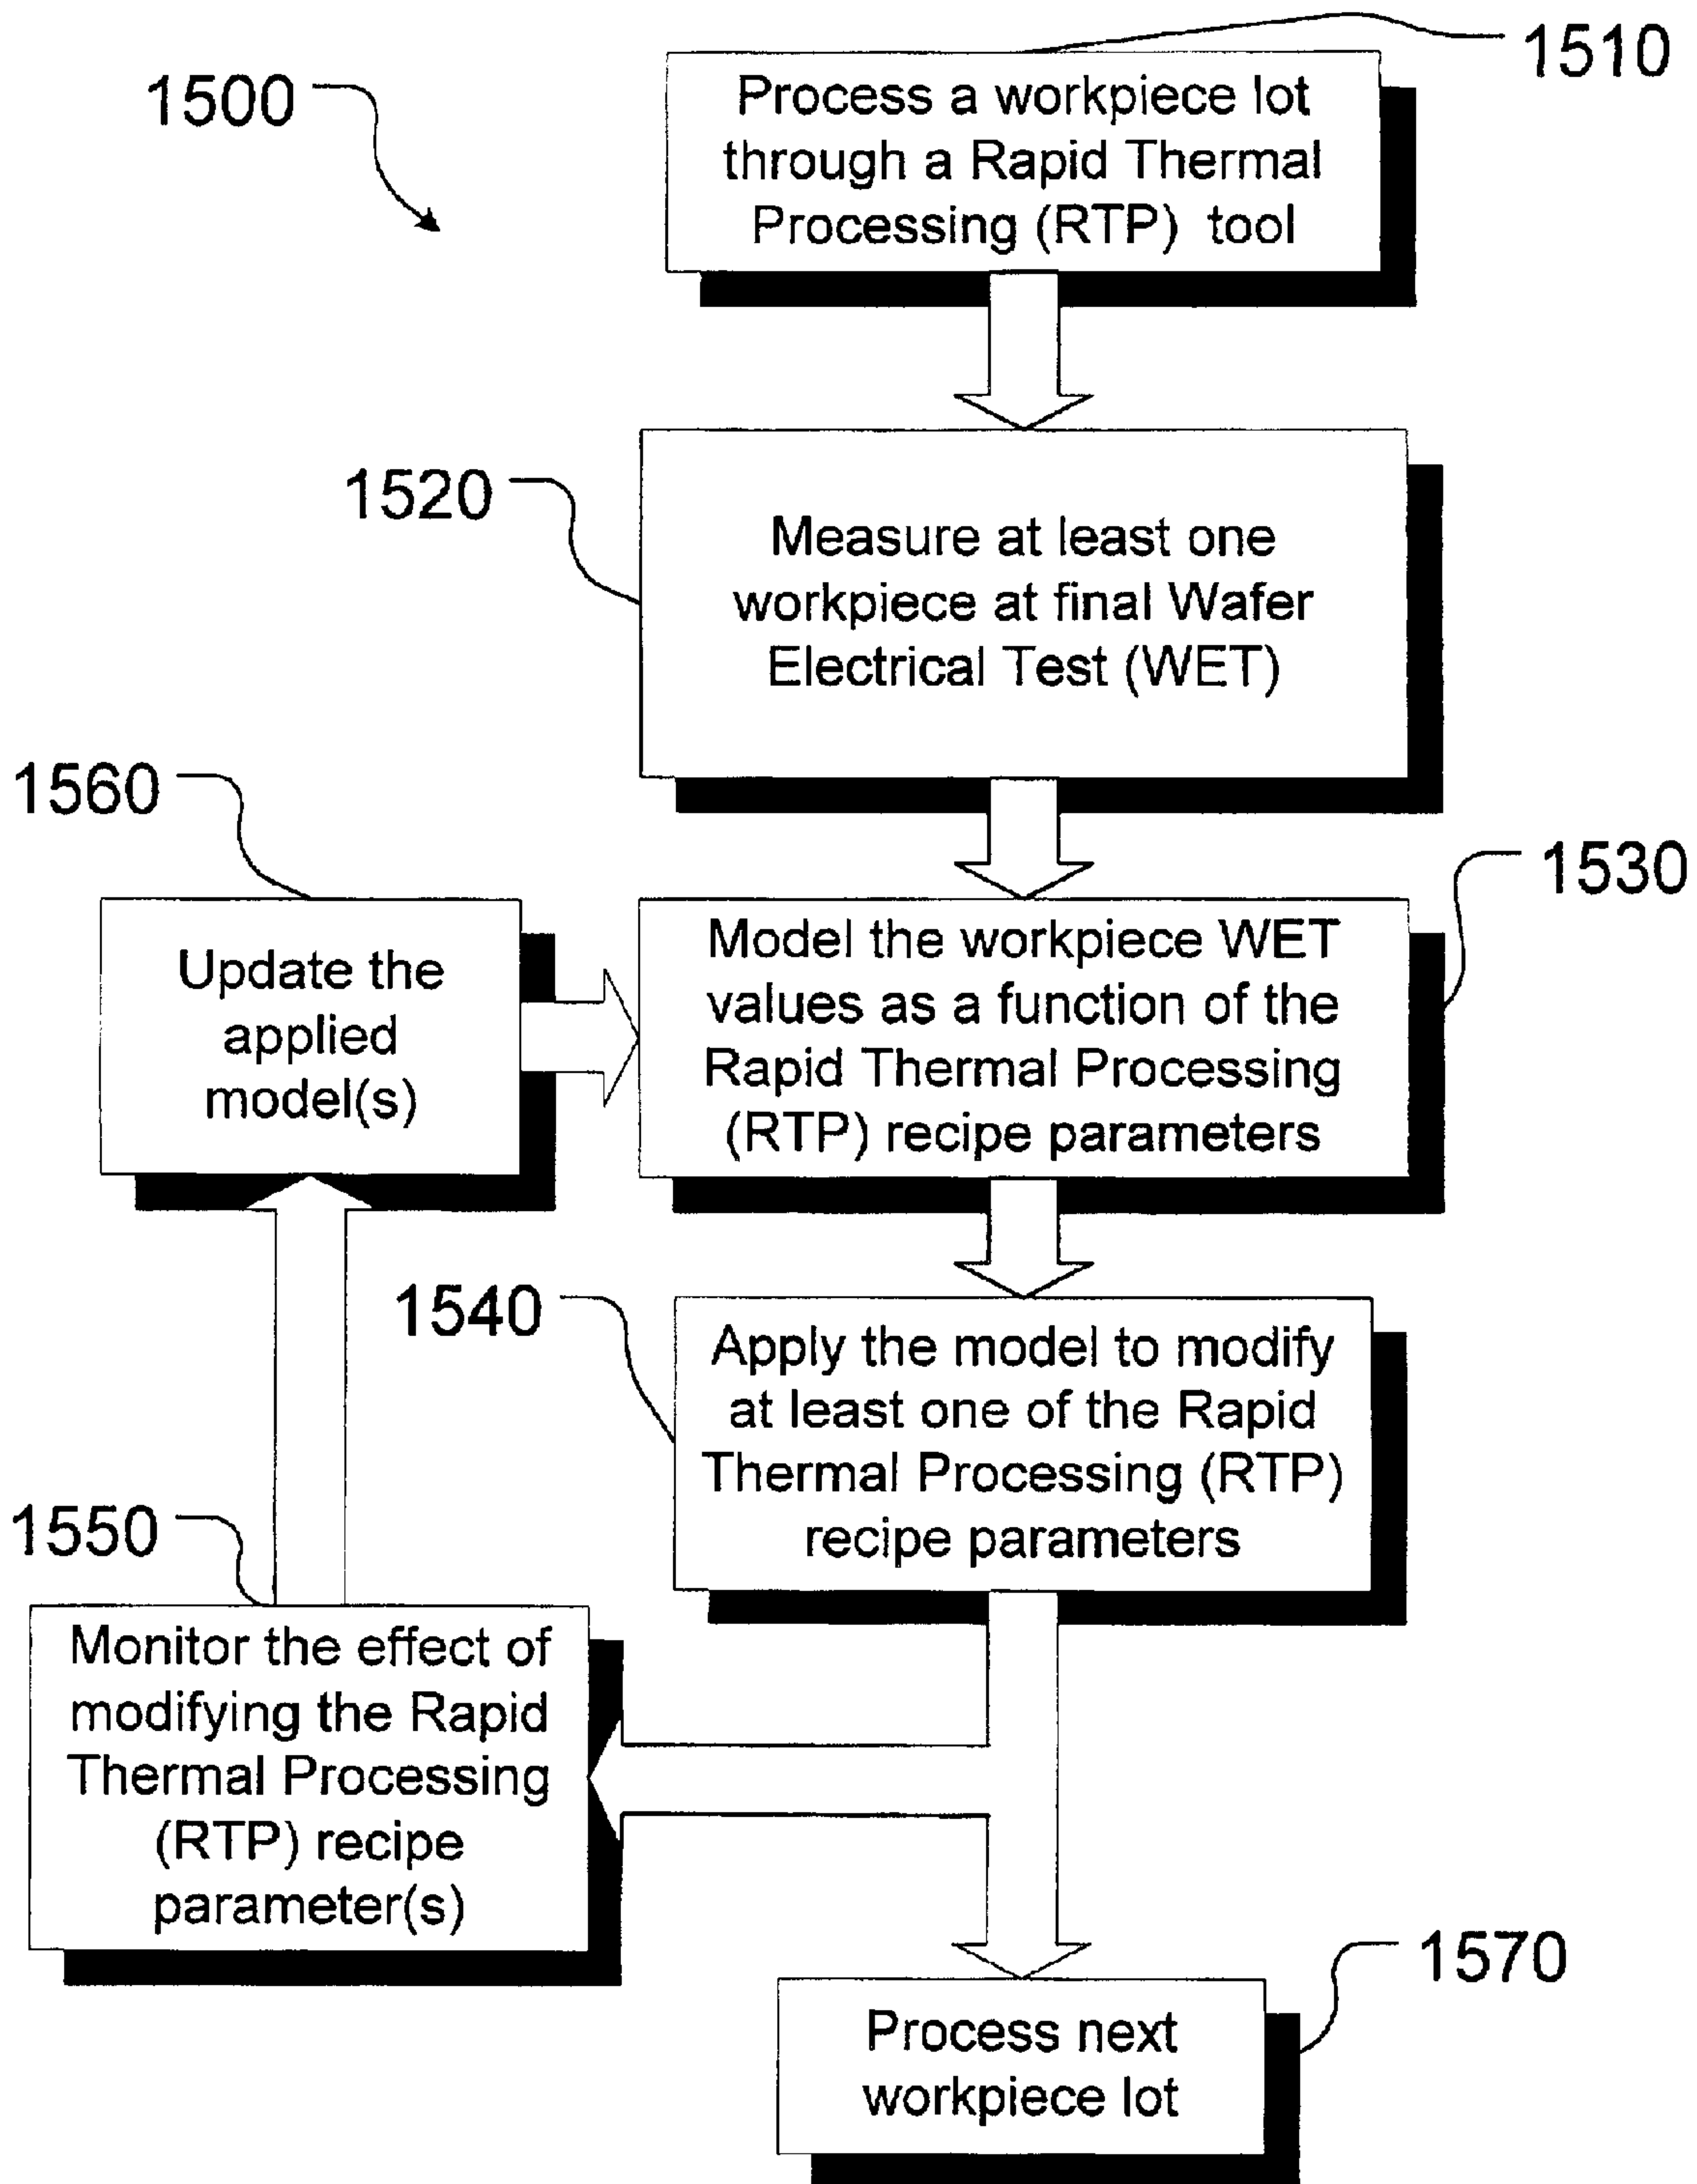 1500
1510
Process a workpiece lot
through a Rapid Thermal
Processing (RTP) tool
1520
Measure at least one
workpiece at final Wafer
Electrical Test (WET)
1560
Update the
applied
model(s)
1530
Model the workpiece WET
values as a function of the
Rapid Thermal Processing
(RTP) recipe parameters
1540
Apply the model to modify
at least one of the Rapid
Thermal Processing (RTP)
recipe parameters
1550
Monitor the effect of
modifying the Rapid
Thermal Processing
(RTP) recipe
parameter(s)
1570
Process next
workpiece lot